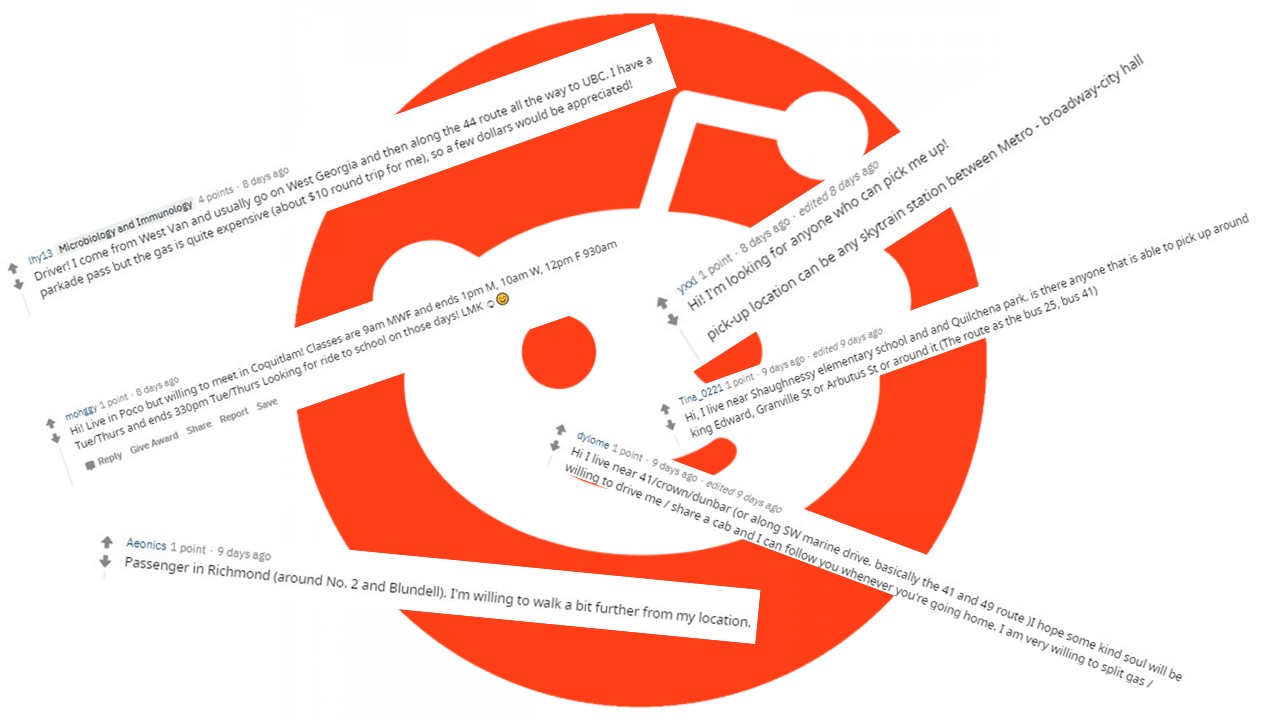 lhy13 Microbiology and Immunology 4 points · 8 days ago
Driver! I come from West Van and usually go on West Georgia and then along the 44 route all the way to UBC. I have a
parkade pass but the gas is quite expensive (about $10 round trip for me), so a few dollars would be appreciated!
mohggy 1 point · 8 days ago
Hi! Live in Poco but willing to meet in Coquitlam! Classes are 9am MWF and ends 1pm M, 10am W, 12pm F 930am
Tue/Thurs and ends 330pm Tue/Thurs Looking for ride to school on those days! LMK ☺😊
Reply Give Award Share Report Save
Aeonics 1 point · 9 days ago
Passenger in Richmond (around No. 2 and Blundell). I'm willing to walk a bit further from my location.
yxxl 1 point · 8 days ago · edited 8 days ago
Hi! I'm looking for anyone who can pick me up!
pick-up location can be any skytrain station between Metro - broadway-city hall
Tina_0221 1 point · 9 days ago · edited 9 days ago
Hi, I live near Shaughnessy elementary school and and Quilchena park. is there anyone that is able to pick up around
king Edward, Granville St or Arbutus St or around it (The route as the bus 25, bus 41)
dylome 1 point · 9 days ago · edited 9 days ago
Hi I live near 41/crown/dunbar (or along SW marine drive. basically the 41 and 49 route )I hope some kind soul will be
willing to drive me / share a cab and I can follow you whenever you're going home. I am very willing to split gas /